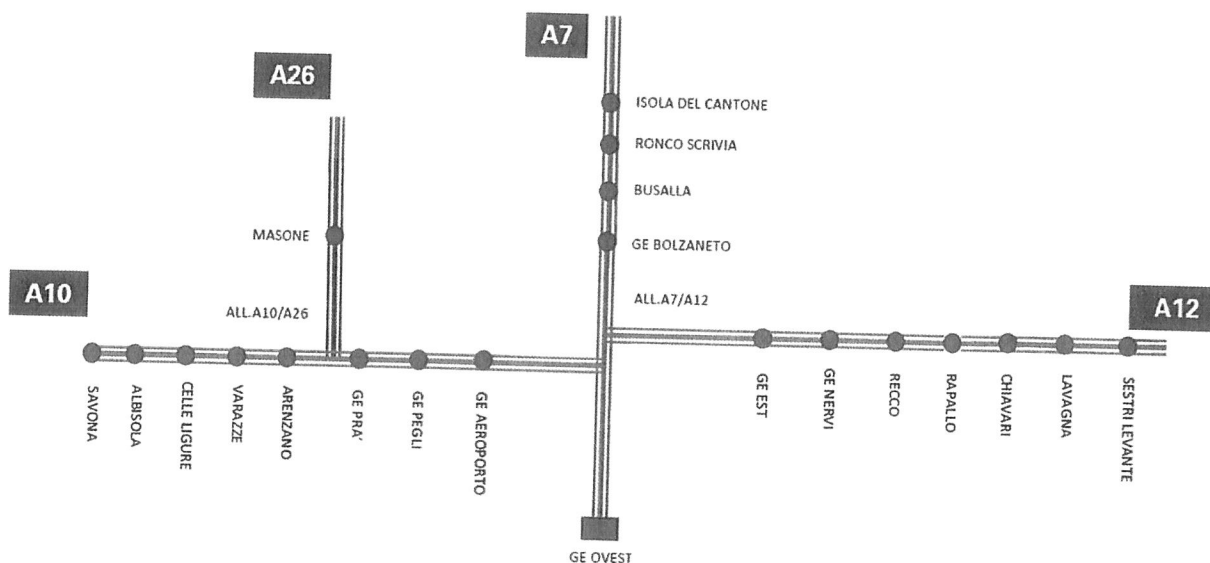 A7
A26
ISOLA DEL CANTONE
RONCO SCRIVIA
BUSALLA
MASONE
GE BOLZANETO
A10
ALL.A10/A26
ALL.A7/A12
A12
SAVONA
ALBISOLA
CELLE LIGURE
VARAZZE
ARENZANO
GE PRA'
GE PEGLI
GE AEROPORTO
GE EST
GE NERVI
RECCO
RAPALLO
CHIAVARI
LAVAGNA
SESTRI LEVANTE
GE OVEST